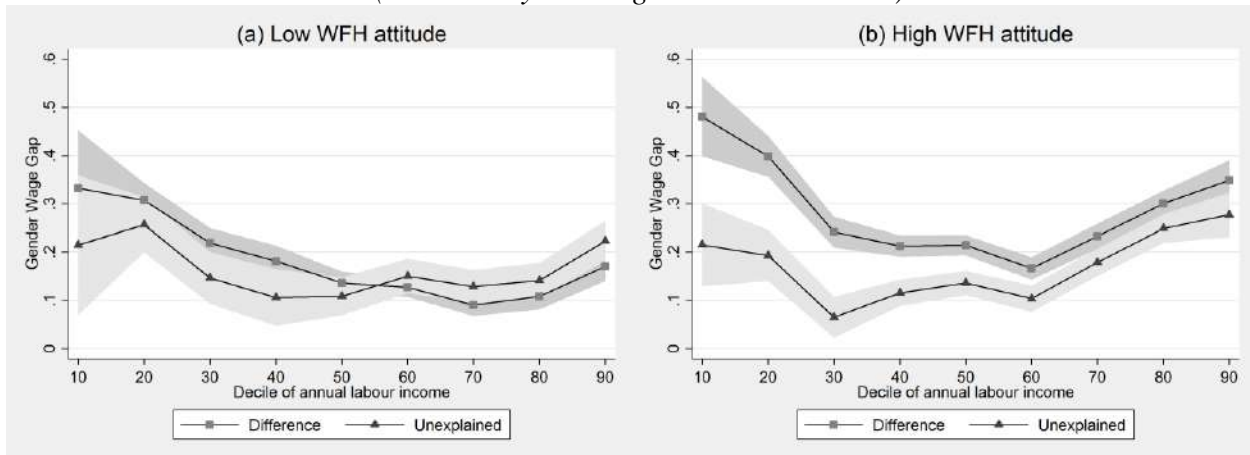 (a) Low WFH attitude
Gender Wage Gap
.6
.5
.4
.3
.2
.1
0
10 20 30 40 50 60 70 80 90
Decile of annual labour income
Difference Unexplained
(b) High WFH attitude
Gender Wage Gap
.6
.5
.4
.3
.2
.1
0
10 20 30 40 50 60 70 80 90
Decile of annual labour income
Difference Unexplained